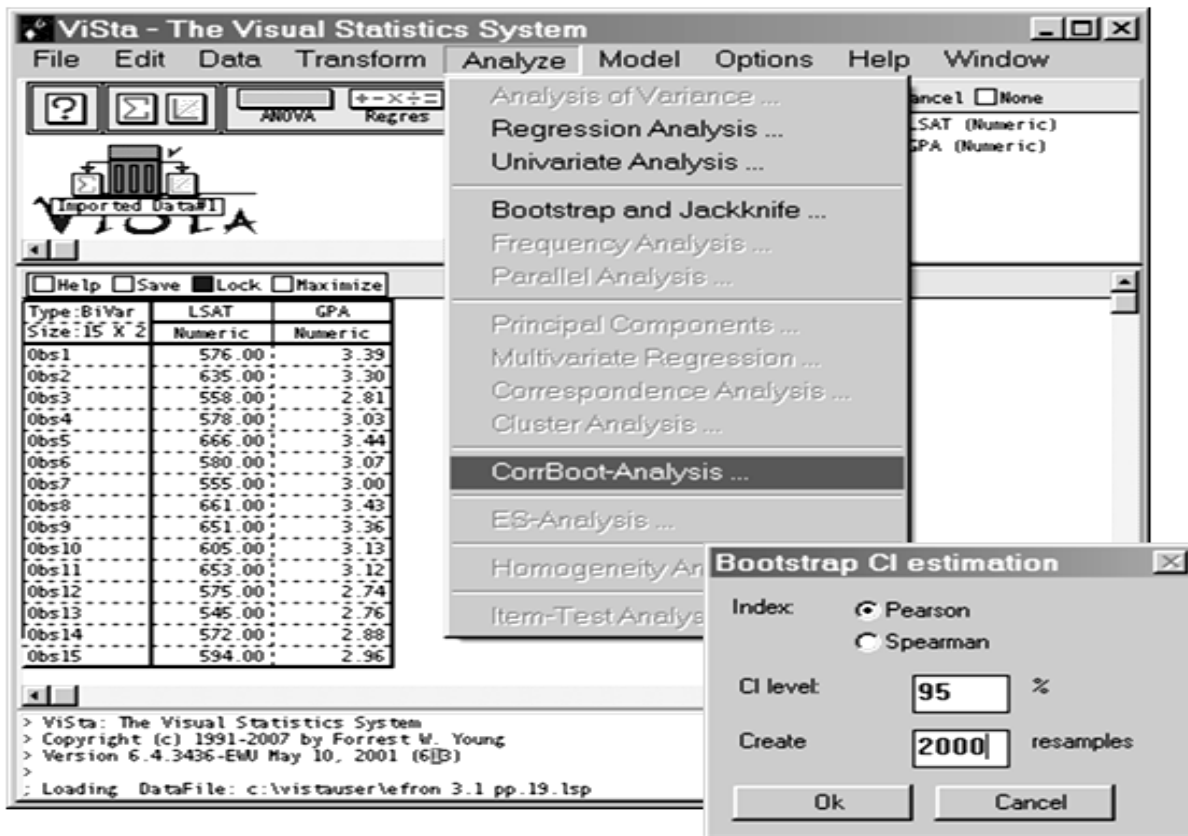 ViSta - The Visual Statistics System
File Edit Data Transform Analyze Model Options Help Window
?
Σ
ANOVA
+-×÷=
Regres
Σ
Imported Data#1
VISTA
Analysis of Variance ...
Regression Analysis ...
Univariate Analysis ...
Bootstrap and Jackknife ...
Frequency Analysis ...
Parallel Analysis ...
Principal Components ...
Multivariate Regression ...
Correspondence Analysis ...
Cluster Analysis ...
CorrBoot-Analysis ...
ES-Analysis ...
Homogeneity An
Item-Test Analys
ancel None
LSAT (Numeric)
GPA (Numeric)
Help Save Lock Maximize
Type:BiVar LSAT GPA
Size:15 X 2 Numeric Numeric
Obs1 576.00 3.39
Obs2 635.00 3.30
Obs3 558.00 2.81
Obs4 578.00 3.03
Obs5 666.00 3.44
Obs6 580.00 3.07
Obs7 555.00 3.00
Obs8 661.00 3.43
Obs9 651.00 3.36
Obs10 605.00 3.13
Obs11 653.00 3.12
Obs12 575.00 2.74
Obs13 545.00 2.76
Obs14 572.00 2.88
Obs15 594.00 2.96
> ViSta: The Visual Statistics System
> Copyright (c) 1991-2007 by Forrest W. Young
> Version 6.4.3436-EWU May 10, 2001
>
; Loading DataFile: c:\vistauser\efron 3.1 pp.19.lsp
Bootstrap CI estimation
Index: Pearson
Spearman
CI level: 95 %
Create 2000 resamples
Ok Cancel